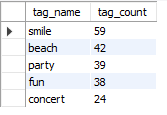 tag_name tag_count
smile 59
beach 42
party 39
fun 38
concert 24